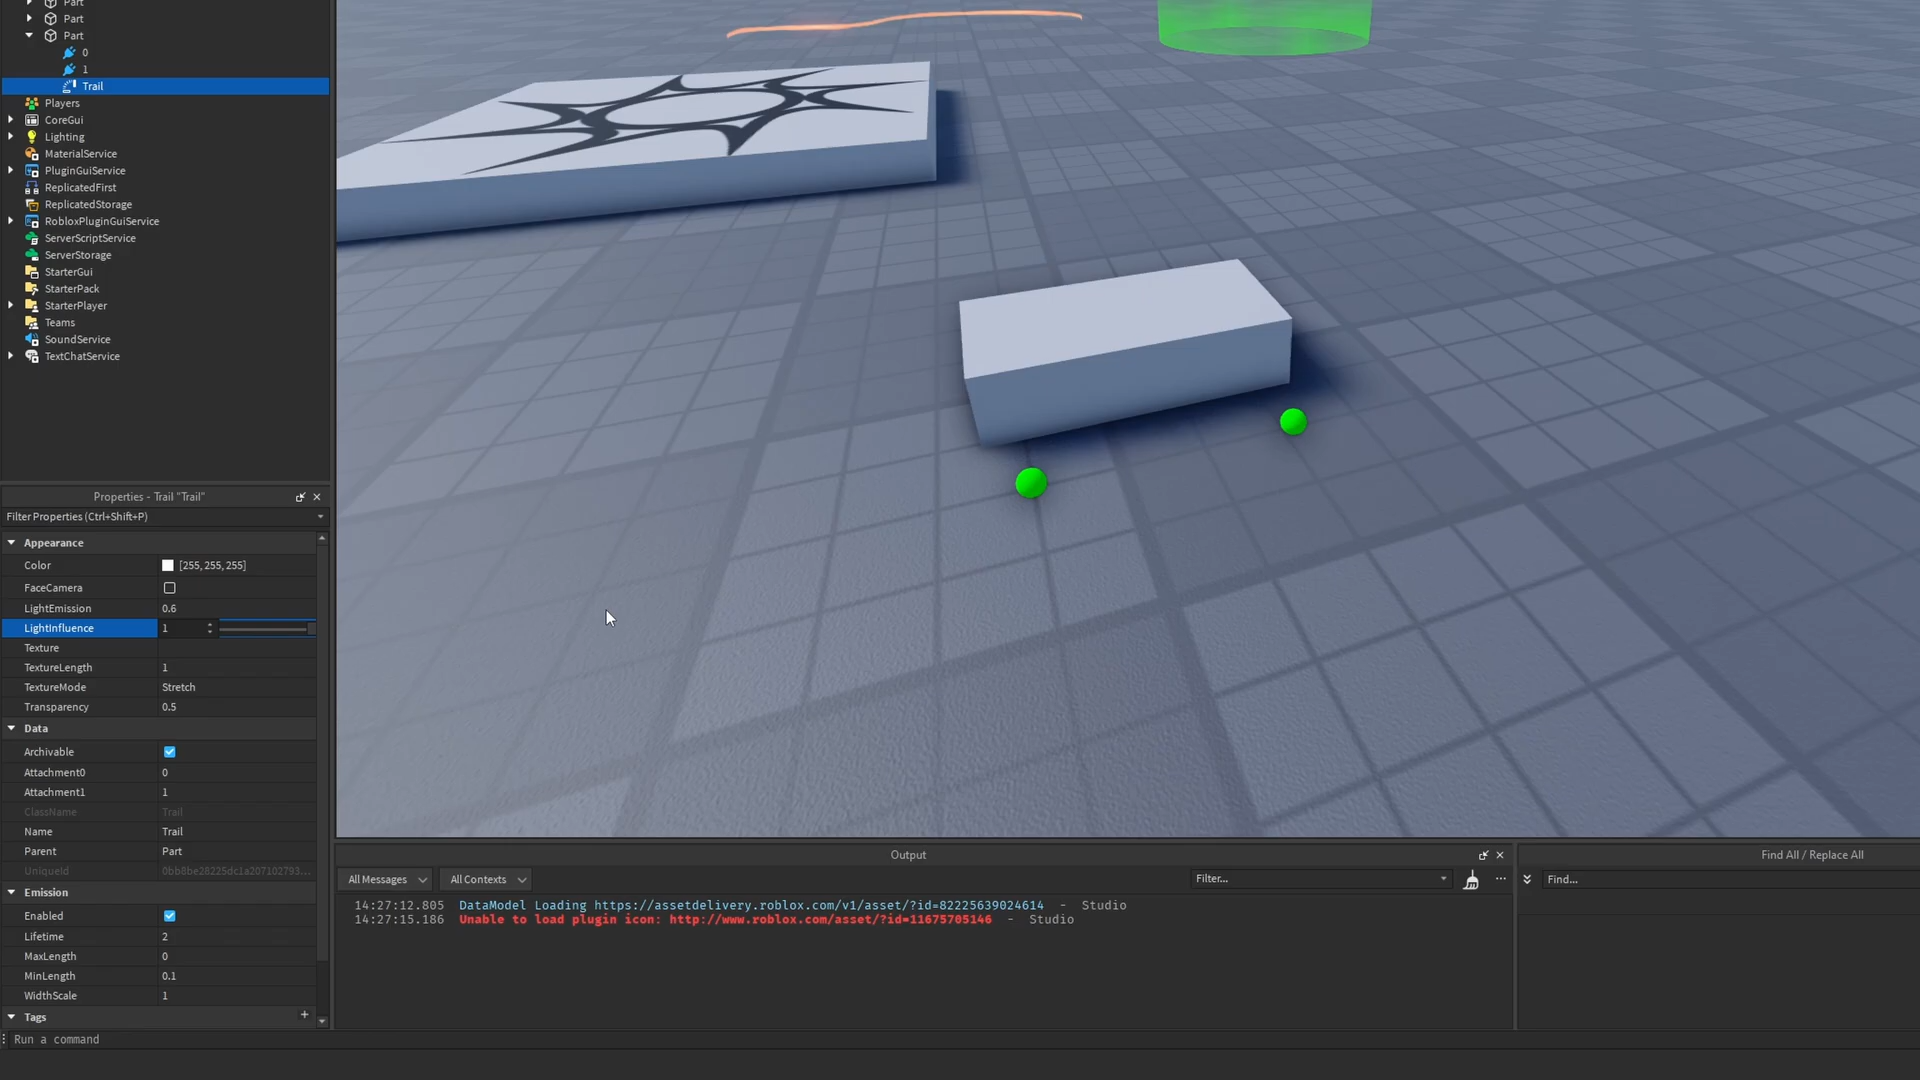 Part
Part
Part
0
1
Trail
Players
CoreGui
Lighting
MaterialService
PluginGuiService
ReplicatedFirst
ReplicatedStorage
RobloxPluginGuiService
ServerScriptService
ServerStorage
StarterGui
StarterPack
StarterPlayer
Teams
SoundService
TextChatService
Properties - Trail "Trail"
Filter Properties (Ctrl+Shift+P)
Appearance
Color [255, 255, 255]
FaceCamera
LightEmission 0.6
LightInfluence 1
Texture
TextureLength 1
TextureMode Stretch
Transparency 0.5
Data
Archivable
Attachment0 0
Attachment1 1
ClassName Trail
Name Trail
Parent Part
UniqueId 0bb8be28225dc1a207102793...
Emission
Enabled
Lifetime 2
MaxLength 0
MinLength 0.1
WidthScale 1
Tags +
Run a command
Output
All Messages All Contexts Filter...
14:27:12.805 DataModel Loading https://assetdelivery.roblox.com/v1/asset/?id=82225639024614 - Studio
14:27:15.186 Unable to load plugin icon: http://www.roblox.com/asset/?id=11675705146 - Studio
Find All / Replace All
Find...